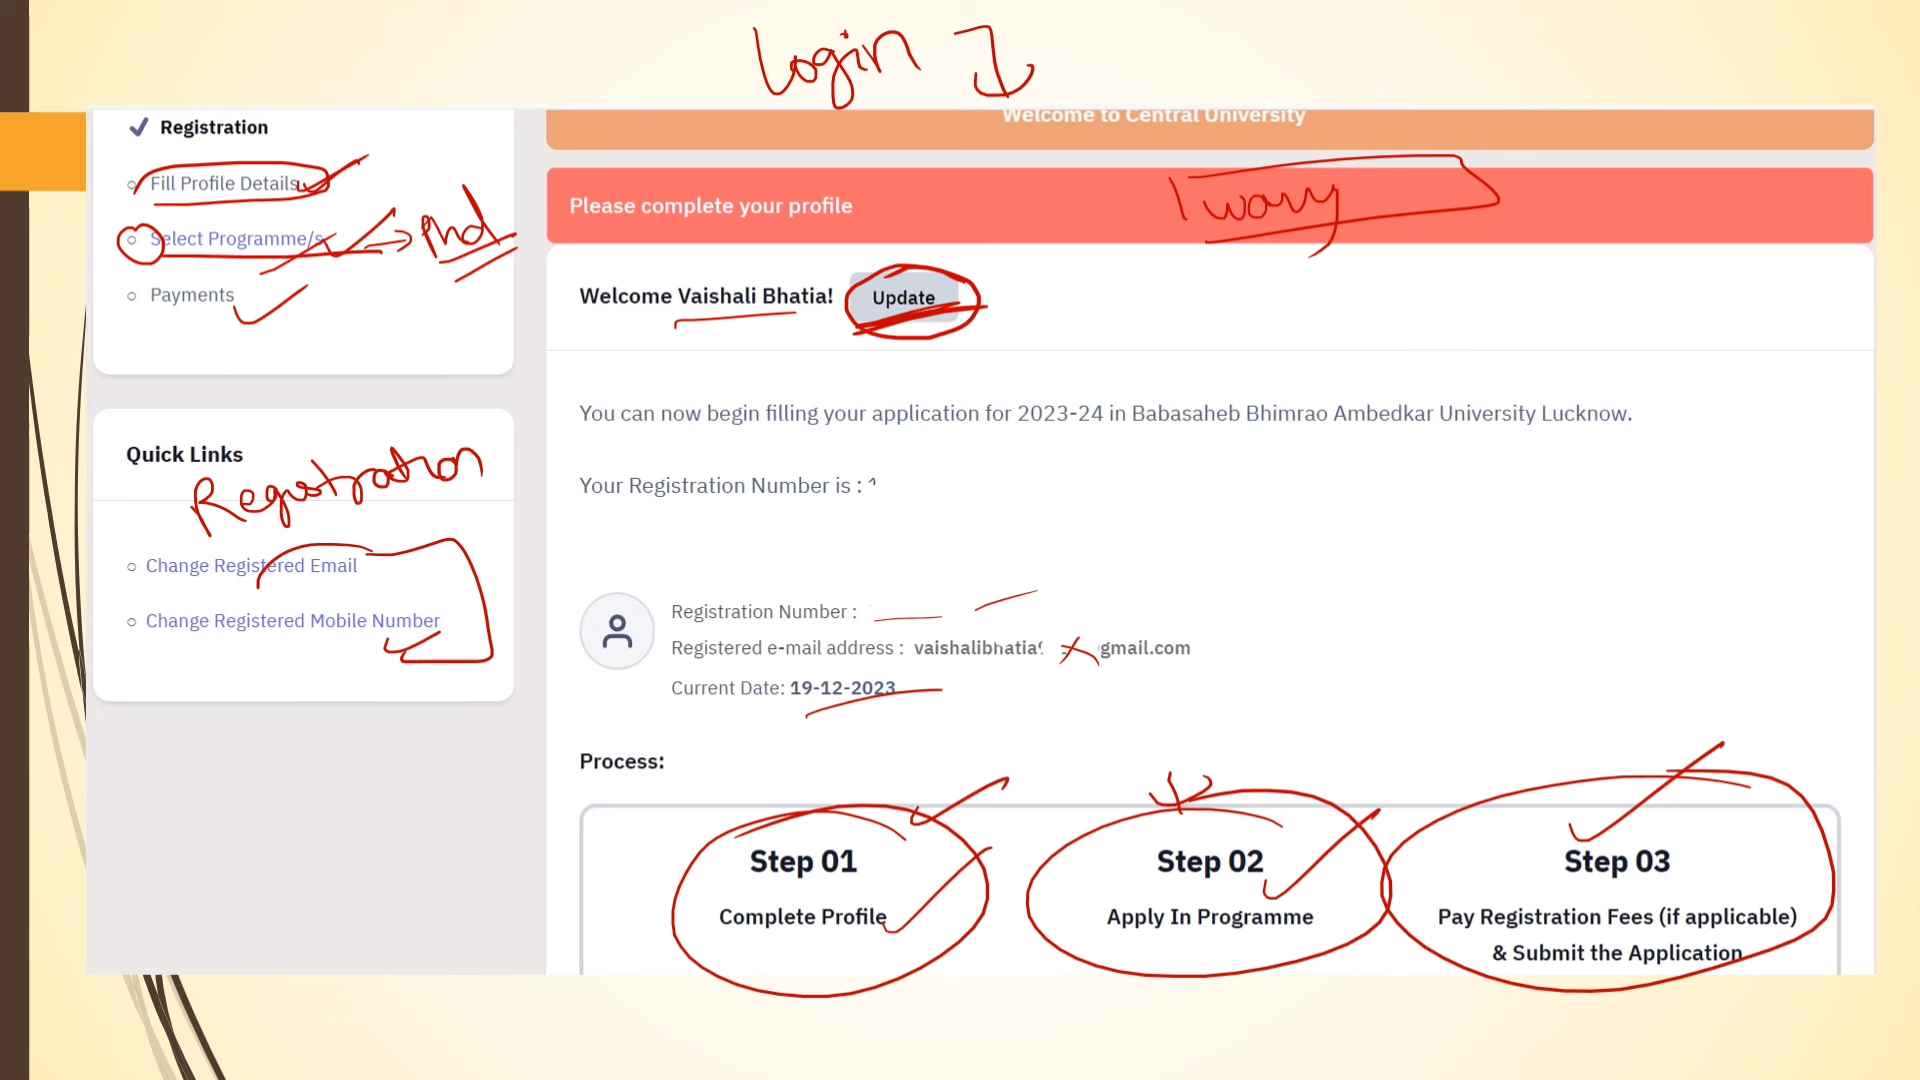 Login
Welcome to Central University
Registration
Fill Profile Details
Select Programme/s
Phd
Payments
Please complete your profile
Welcome Vaishali Bhatia!
Update
You can now begin filling your application for 2023-24 in Babasaheb Bhimrao Ambedkar University Lucknow.
Your Registration Number is :
Quick Links
Registration
Change Registered Email
Change Registered Mobile Number
Registration Number :
Registered e-mail address : vaishalibhatia gmail.com
Current Date: 19-12-2023
Process:
Step 01
Complete Profile
Step 02
Apply In Programme
Step 03
Pay Registration Fees (if applicable)
& Submit the Application